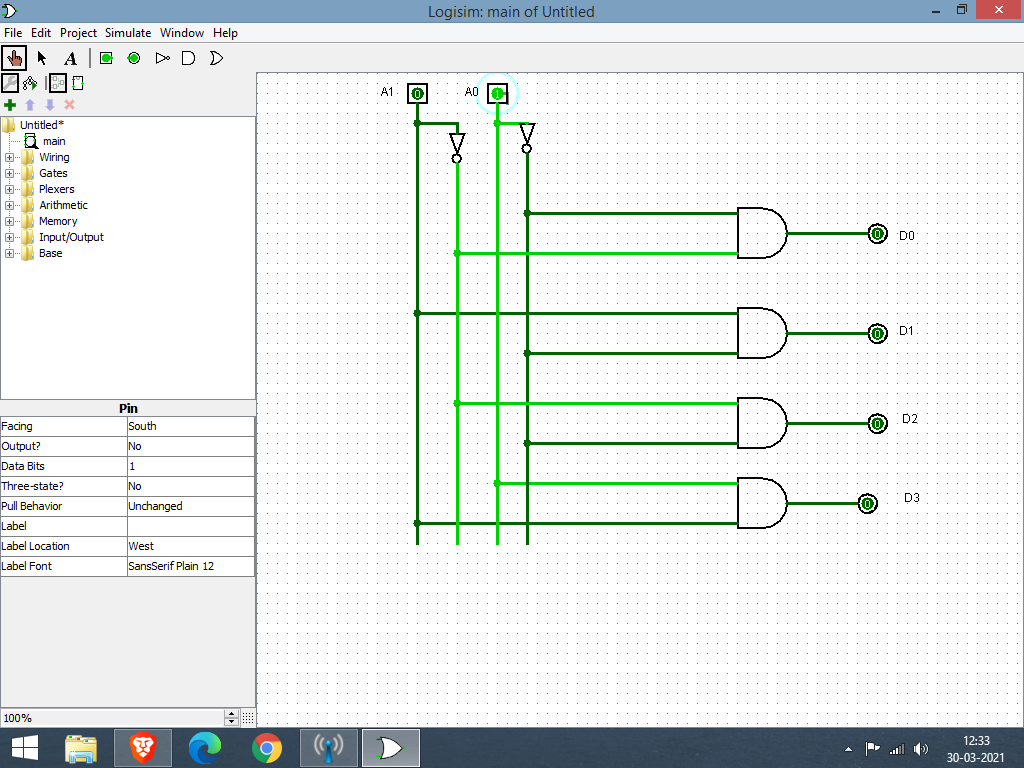 Logisim: main of Untitled
File Edit Project Simulate Window Help
A
Untitled*
main
Wiring
Gates
Plexers
Arithmetic
Memory
Input/Output
Base
Pin
Facing South
Output? No
Data Bits 1
Three-state? No
Pull Behavior Unchanged
Label
Label Location West
Label Font SansSerif Plain 12
100%
A1 0 A0 1
0 D0
0 D1
0 D2
0 D3
12:33
30-03-2021